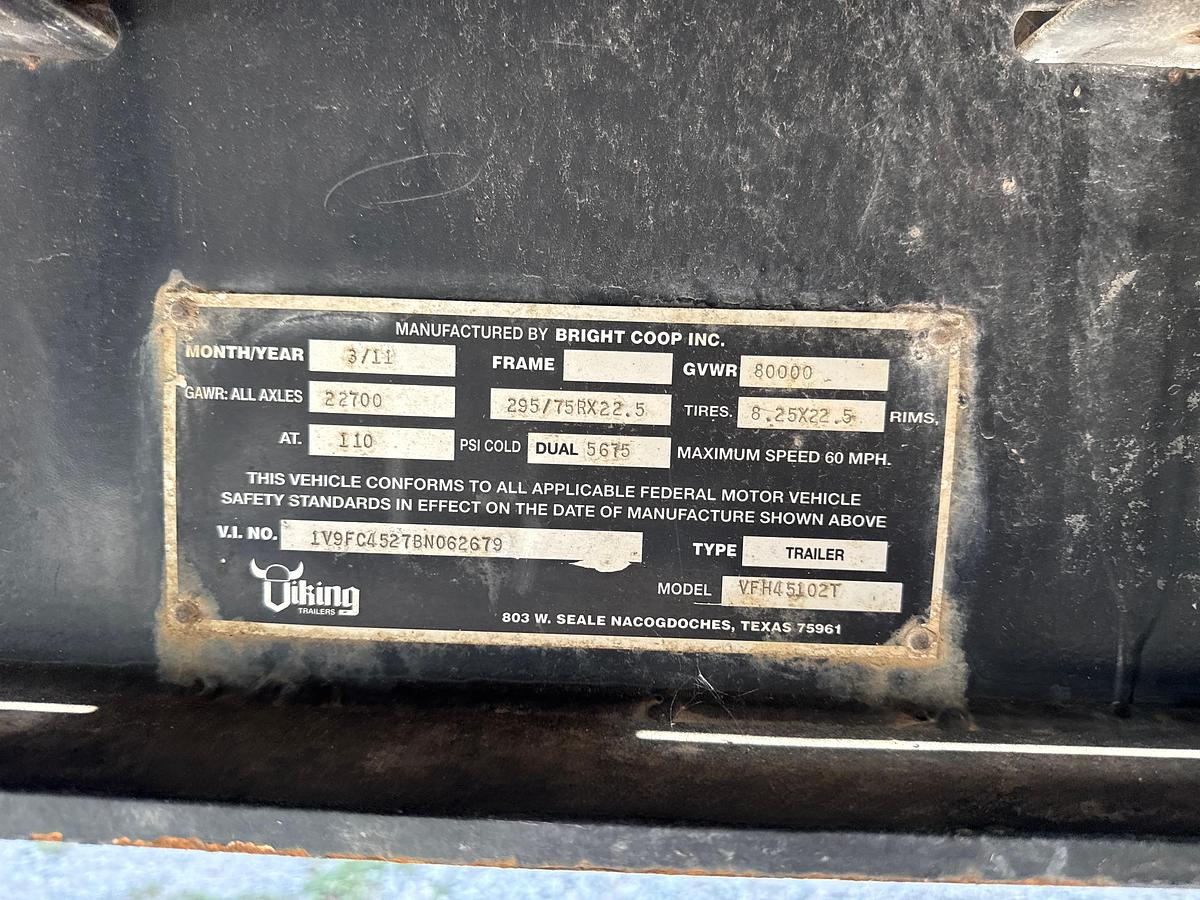 MANUFACTURED BY BRIGHT COOP INC.
MONTH/YEAR 3/11 FRAME GVWR 80000
GAWR: ALL AXLES 22700 295/75RX22.5 TIRES. 8.25X22.5 RIMS,
AT. 110 PSI COLD DUAL 5675 MAXIMUM SPEED 60 MPH.
THIS VEHICLE CONFORMS TO ALL APPLICABLE FEDERAL MOTOR VEHICLE
SAFETY STANDARDS IN EFFECT ON THE DATE OF MANUFACTURE SHOWN ABOVE
V.I. NO. 1V9FC4527BN062679 TYPE TRAILER
MODEL VFH45102T
Viking
TRAILERS
803 W. SEALE NACOGDOCHES, TEXAS 75961